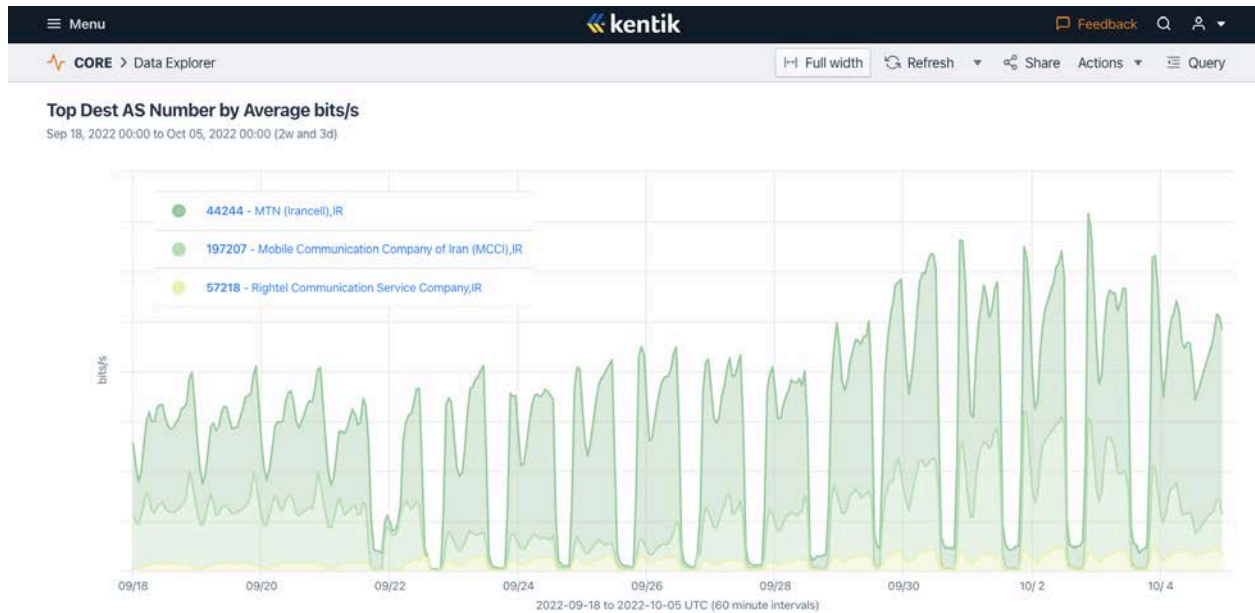 Menu
kentik
Feedback
CORE > Data Explorer
Full width
Refresh
Share
Actions
Query
Top Dest AS Number by Average bits/s
Sep 18, 2022 00:00 to Oct 05, 2022 00:00 (2w and 3d)
44244 - MTN (Irancell),IR
197207 - Mobile Communication Company of Iran (MCCI),IR
57218 - Rightel Communication Service Company,IR
bits/s
09/18 09/20 09/22 09/24 09/26 09/28 09/30 10/ 2 10/ 4
2022-09-18 to 2022-10-05 UTC (60 minute intervals)